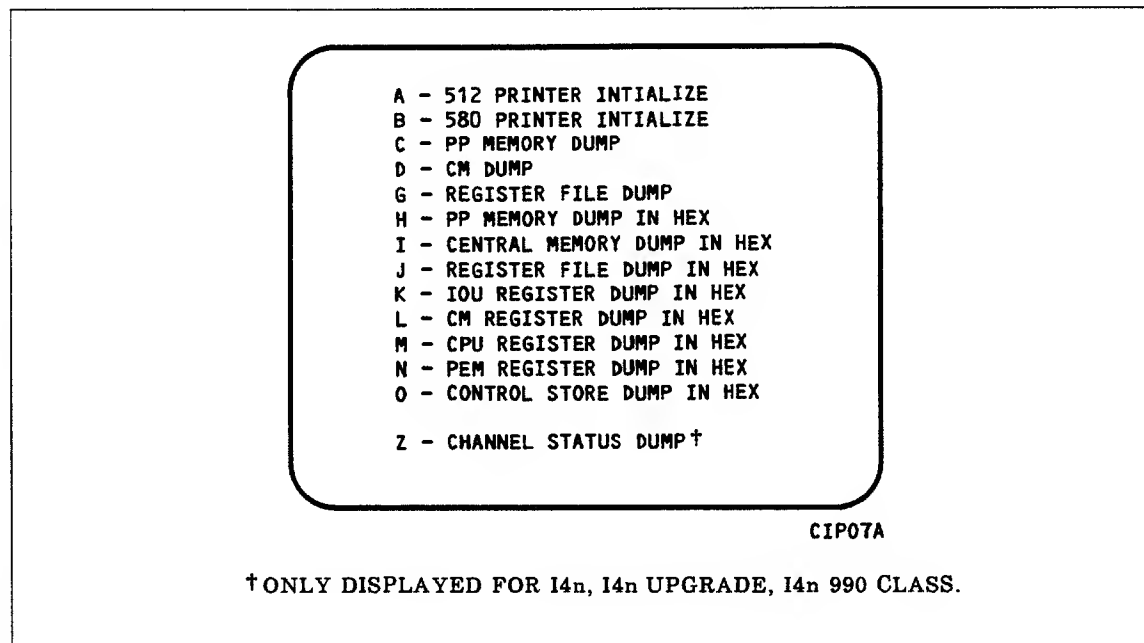 A - 512 PRINTER INTIALIZE
B - 580 PRINTER INTIALIZE
C - PP MEMORY DUMP
D - CM DUMP
G - REGISTER FILE DUMP
H - PP MEMORY DUMP IN HEX
I - CENTRAL MEMORY DUMP IN HEX
J - REGISTER FILE DUMP IN HEX
K - IOU REGISTER DUMP IN HEX
L - CM REGISTER DUMP IN HEX
M - CPU REGISTER DUMP IN HEX
N - PEM REGISTER DUMP IN HEX
O - CONTROL STORE DUMP IN HEX
Z - CHANNEL STATUS DUMP†
CIP07A
†ONLY DISPLAYED FOR I4n, I4n UPGRADE, I4n 990 CLASS.